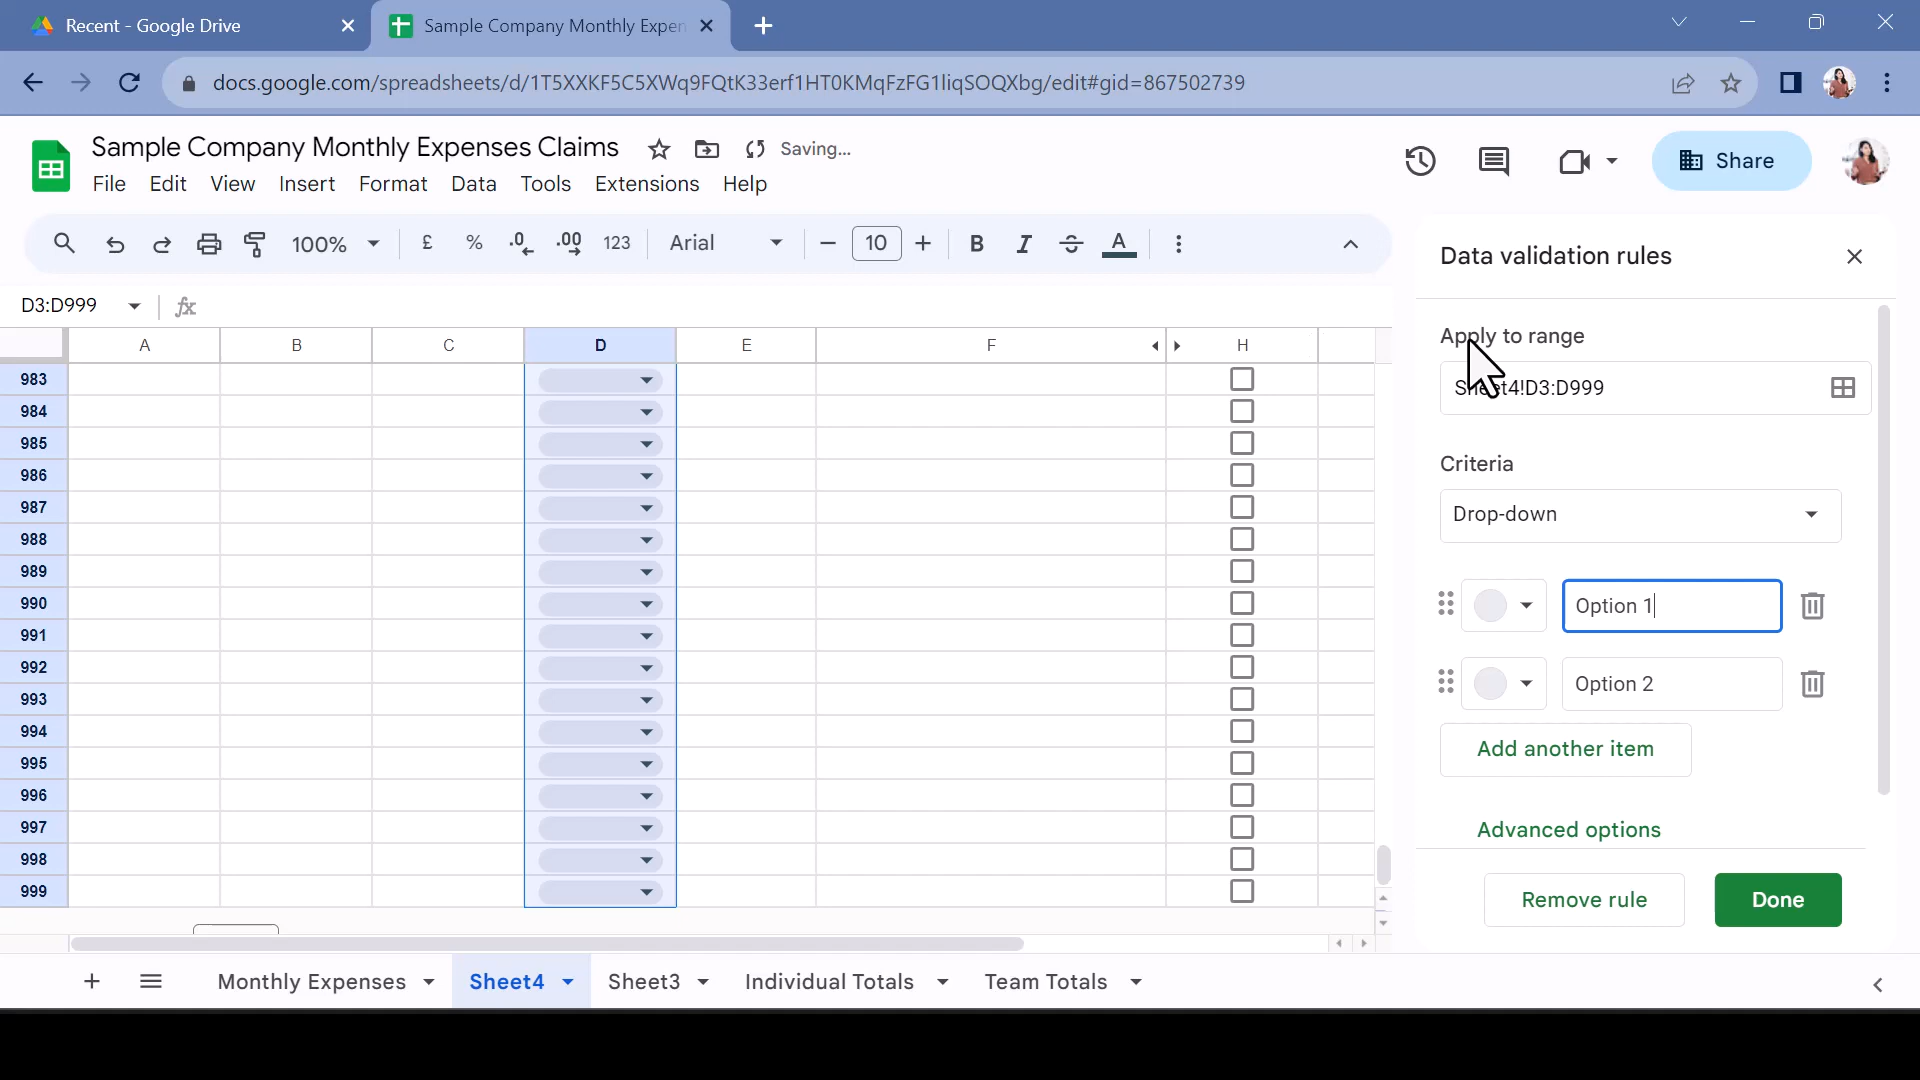 Recent - Google Drive
Sample Company Monthly Expen
docs.google.com/spreadsheets/d/1T5XXKF5C5XWq9FQtK33erf1HT0KMqFzFG1liqSOQXbg/edit#gid=867502739
Sample Company Monthly Expenses Claims
Saving...
File Edit View Insert Format Data Tools Extensions Help
Share
100% £ % .0 .00 123 Arial 10 B I S A
D3:D999 fx
A B C D E F H
983
984
985
986
987
988
989
990
991
992
993
994
995
996
997
998
999
Data validation rules
Apply to range
Sheet4!D3:D999
Criteria
Drop-down
Option 1
Option 2
Add another item
Advanced options
Remove rule Done
Monthly Expenses Sheet4 Sheet3 Individual Totals Team Totals